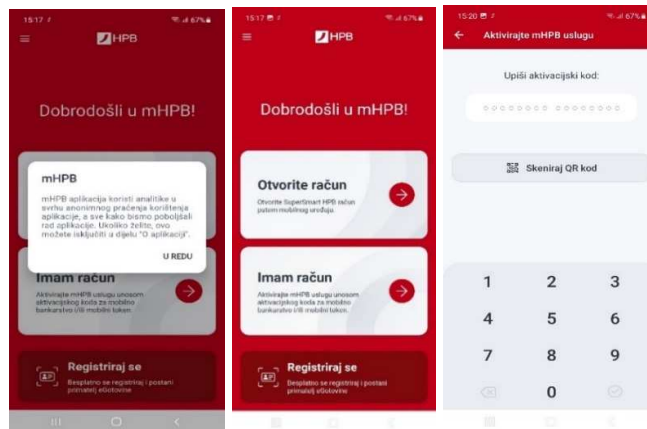 15:17
67%
HPB
Dobrodošli u mHPB!
mHPB
mHPB aplikacija koristi analitike u
svrhu anonimnog praćenja korištenja
aplikacije, a sve kako bismo poboljšali
rad aplikacije. Ukoliko želite, ovo
možete isključiti u dijelu "O aplikaciji".
U REDU
Imam račun
Aktivirajte mHPB uslugu unosom
aktivacijskog koda za mobilno
bankarstvo i/ili mobilni token.
Registriraj se
Besplatno se registriraj i postani
primatelj eGotovine
15:17
67%
HPB
Dobrodošli u mHPB!
Otvorite račun
Otvorite SuperSmart HPB račun
putem mobilnog uređaja.
Imam račun
Aktivirajte mHPB uslugu unosom
aktivacijskog koda za mobilno
bankarstvo i/ili mobilni token.
Registriraj se
Besplatno se registriraj i postani
primatelj eGotovine
15:20
67%
Aktivirajte mHPB uslugu
Upiši aktivacijski kod:
Skeniraj QR kod
1 2 3
4 5 6
7 8 9
0